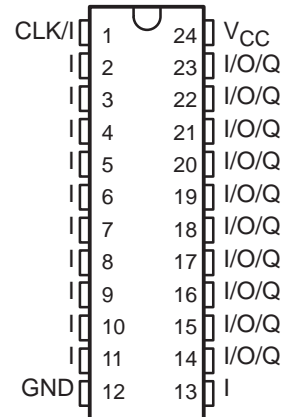 CLK/I 1 24 VCC
I 2 23 I/O/Q
I 3 22 I/O/Q
I 4 21 I/O/Q
I 5 20 I/O/Q
I 6 19 I/O/Q
I 7 18 I/O/Q
I 8 17 I/O/Q
I 9 16 I/O/Q
I 10 15 I/O/Q
I 11 14 I/O/Q
GND 12 13 I